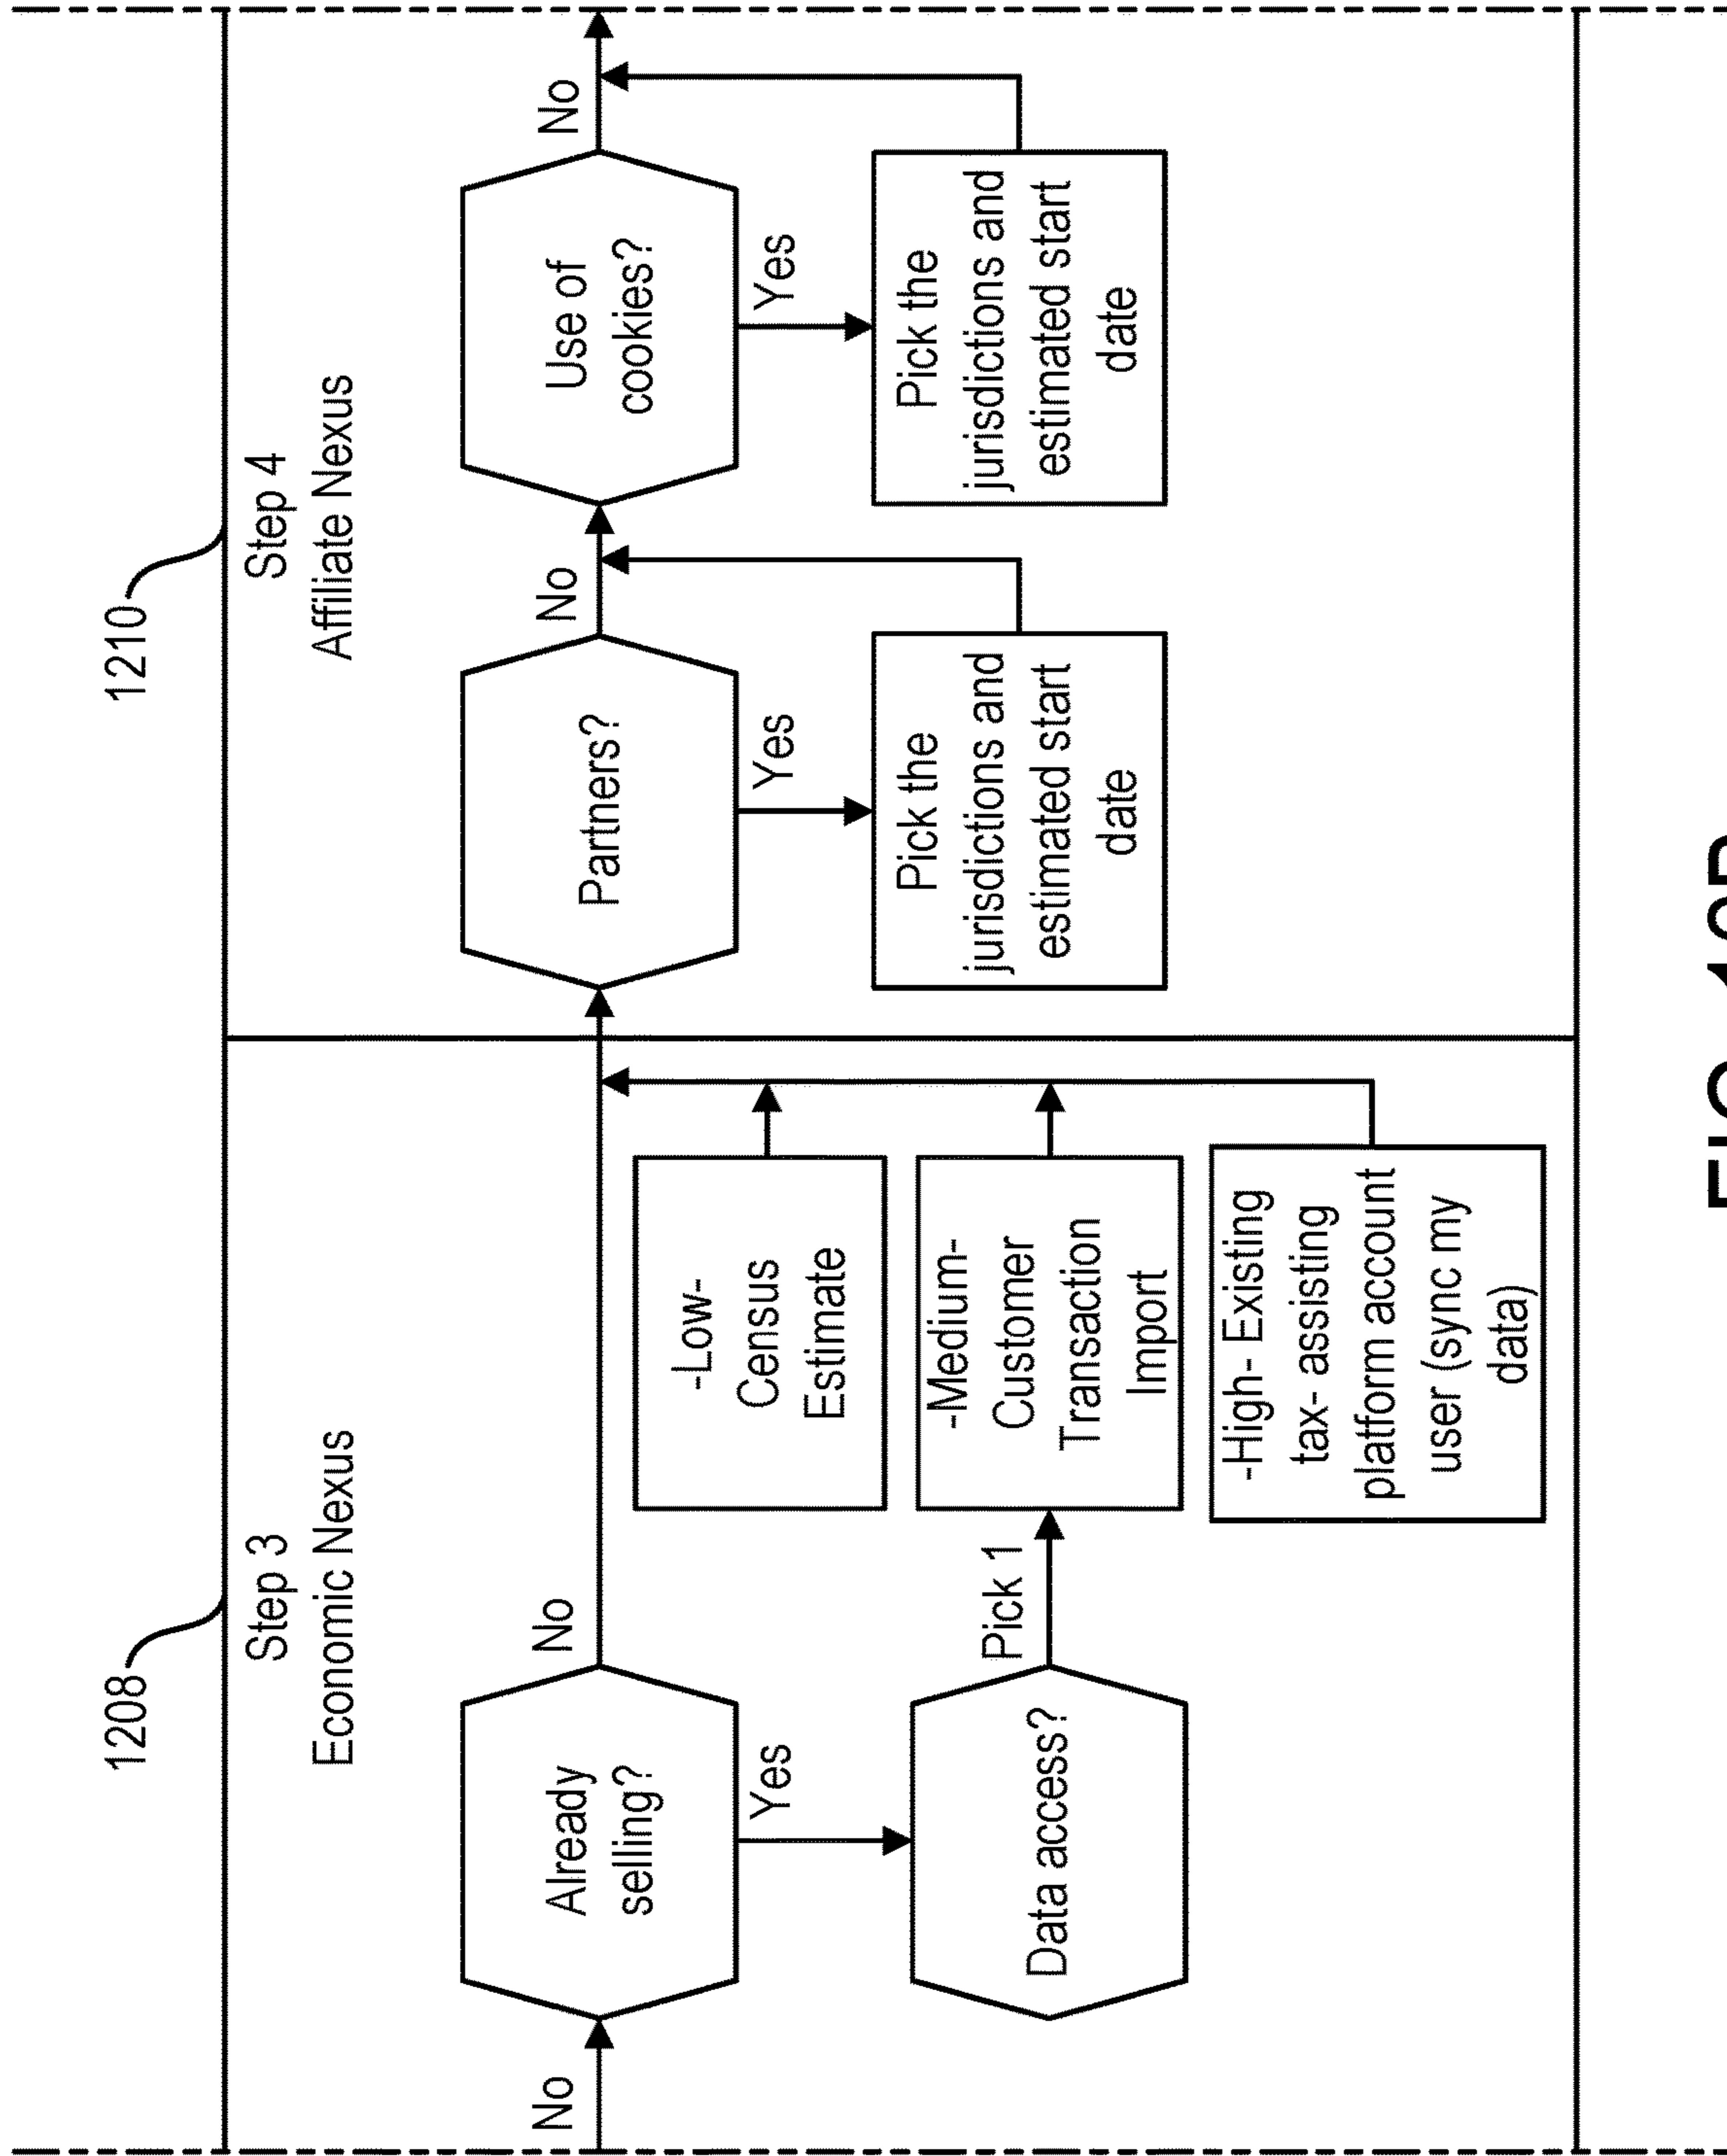 1208
Step 3
Economic Nexus
No
Already
selling?
No
Yes
Data access?
Pick 1
-Low-
Census
Estimate
-Medium-
Customer
Transaction
Import
-High- Existing
tax- assisting
platform account
user (sync my
data)
1210
Step 4
Affiliate Nexus
Partners?
No
Yes
Pick the
jurisdictions and
estimated start
date
Use of
cookies?
No
Yes
Pick the
jurisdictions and
estimated start
date